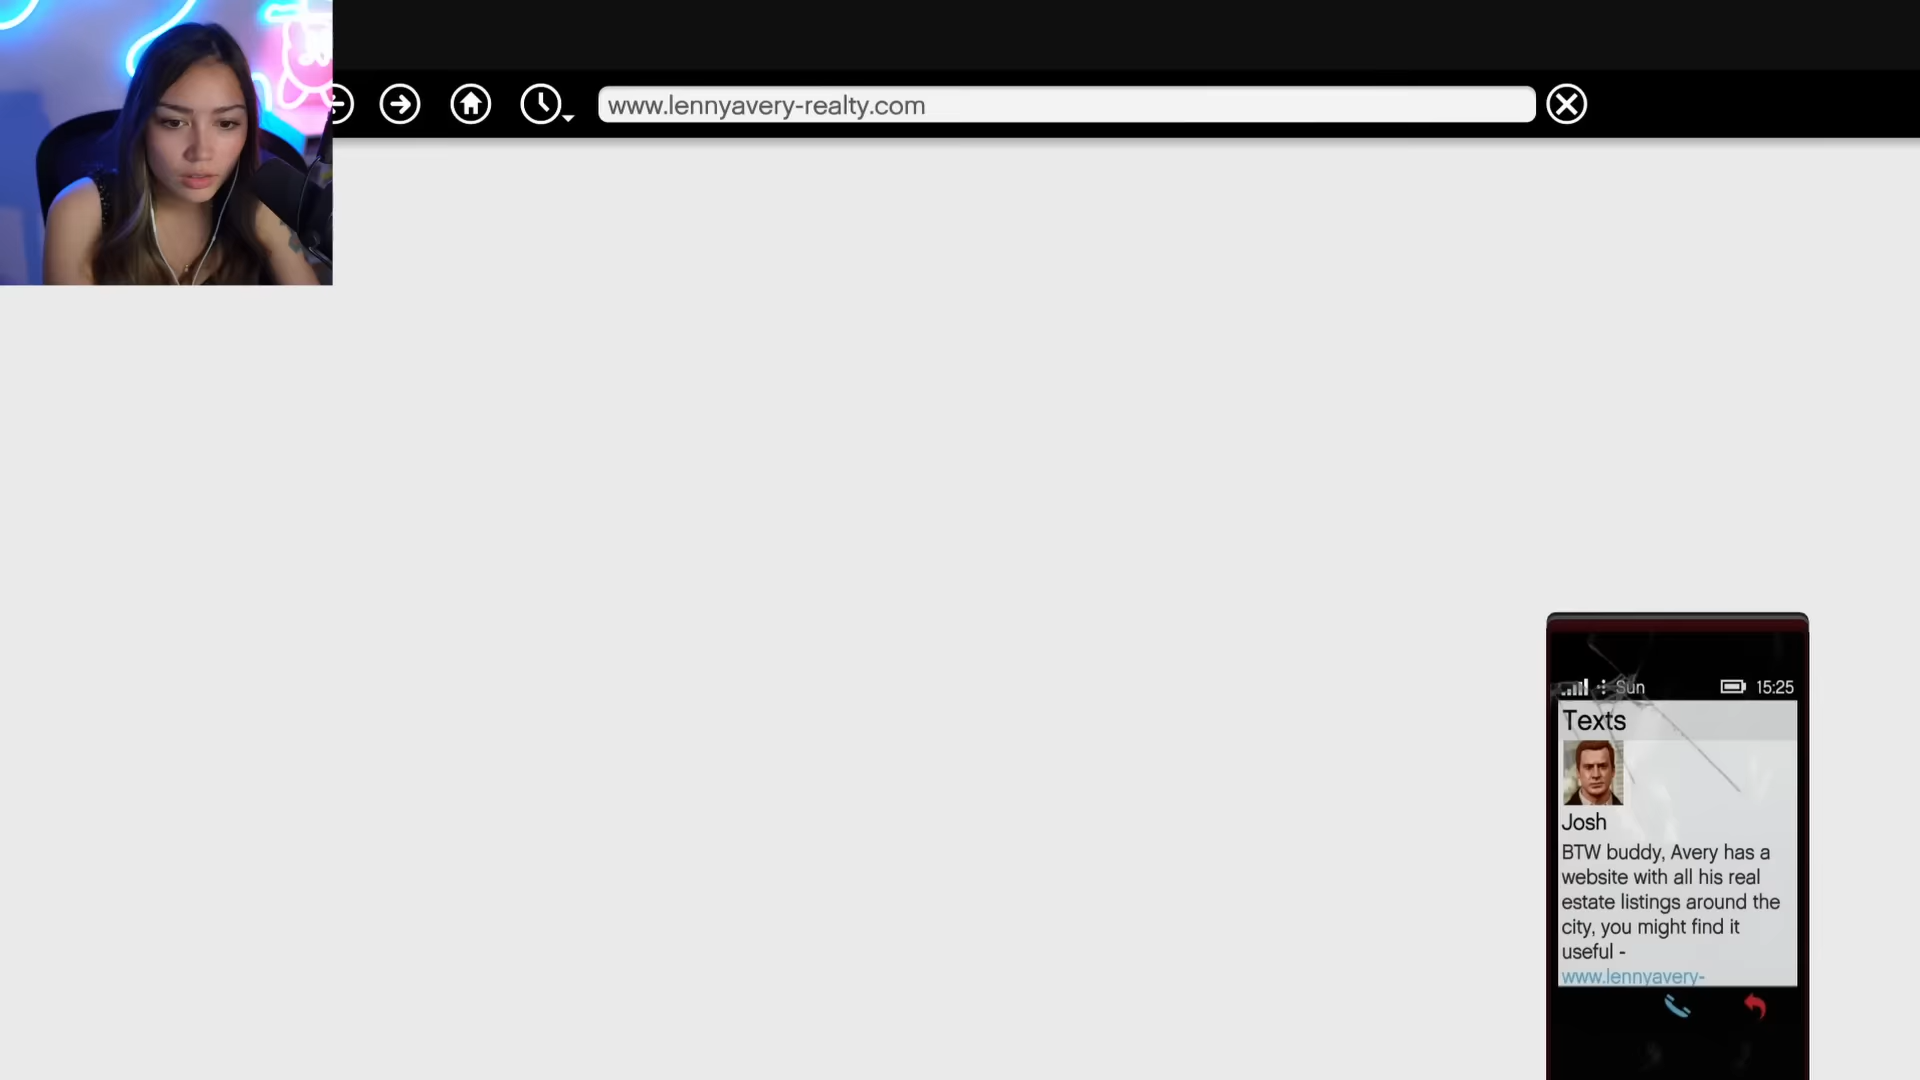 www.lennyavery-realty.com
Sun 15:25
Texts
Josh
BTW buddy, Avery has a
website with all his real
estate listings around the
city, you might find it
useful -
www.lennyavery-